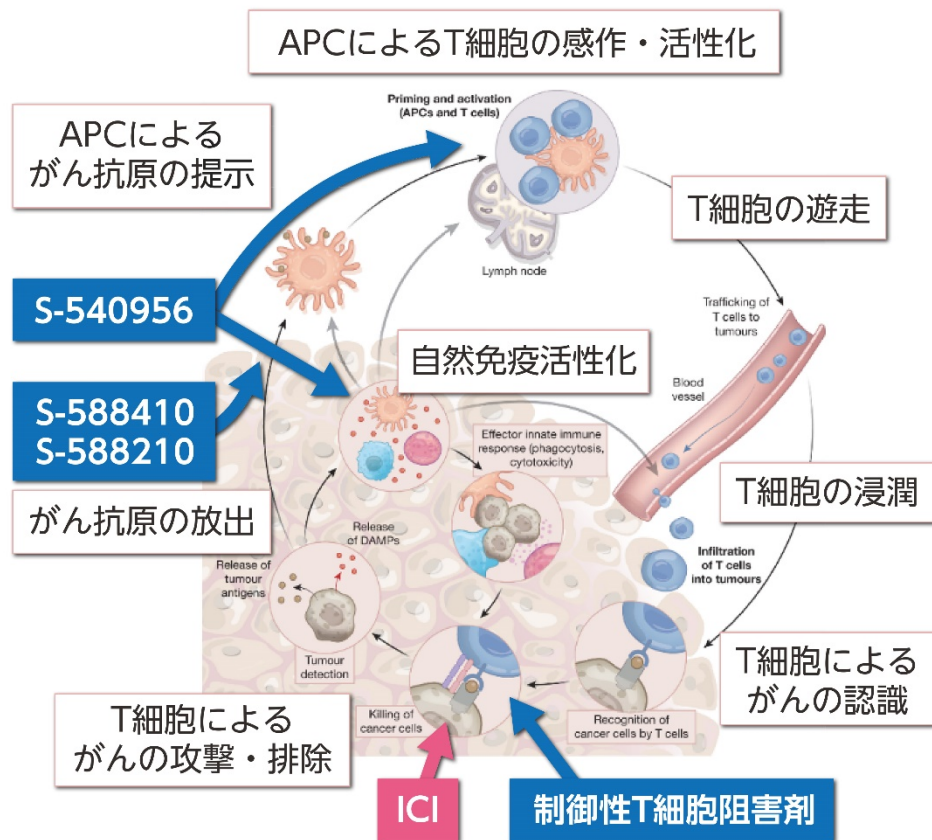 APCによるT細胞の感作・活性化
Priming and activation
(APCs and T cells)
APCによる
がん抗原の提示
T細胞の遊走
Lymph node
S-540956
Trafficking of
T cells to
tumours
自然免疫活性化
Blood
vessel
S-588410
S-588210
Effector innate immune
response (phagocytosis,
cytotoxicity)
T細胞の浸潤
がん抗原の放出
Release
of DAMPs
Infiltration
of T cells
into tumours
Release of
tumour
antigens
Tumour
detection
T細胞による
がんの認識
T細胞による
がんの攻撃・排除
Killing of
cancer cells
Recognition of
cancer cells by T cells
ICI
制御性T細胞阻害剤